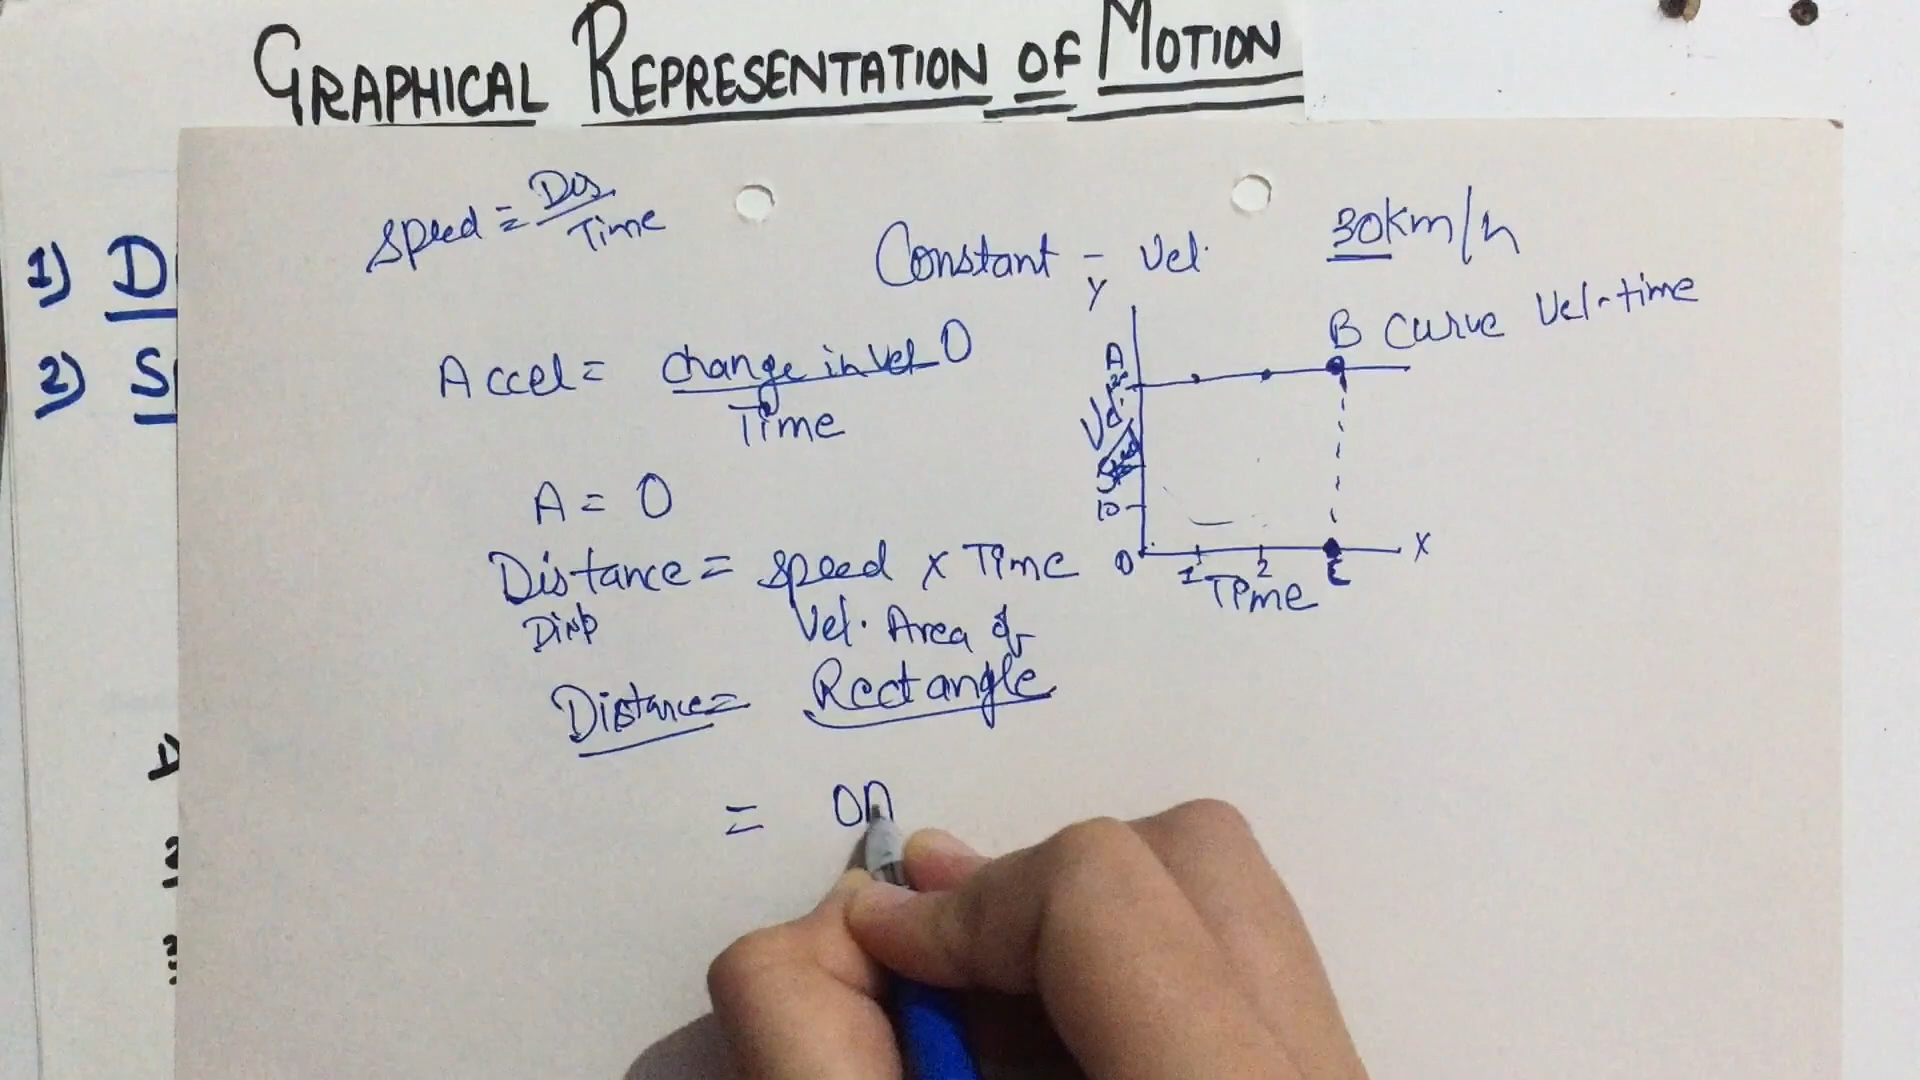 GRAPHICAL REPRESENTATION OF MOTION
1) D
2) S
Speed = Dis / Time
Constant - Vel.
30km/h
Accel = change in Vel 0
Time
A = 0
Distance = Speed x Time
Disp Vel. Area of
Distance = Rectangle
= OA
Y
B Curve Vel-time
A
Vel.
10
0 1 2 X
Time